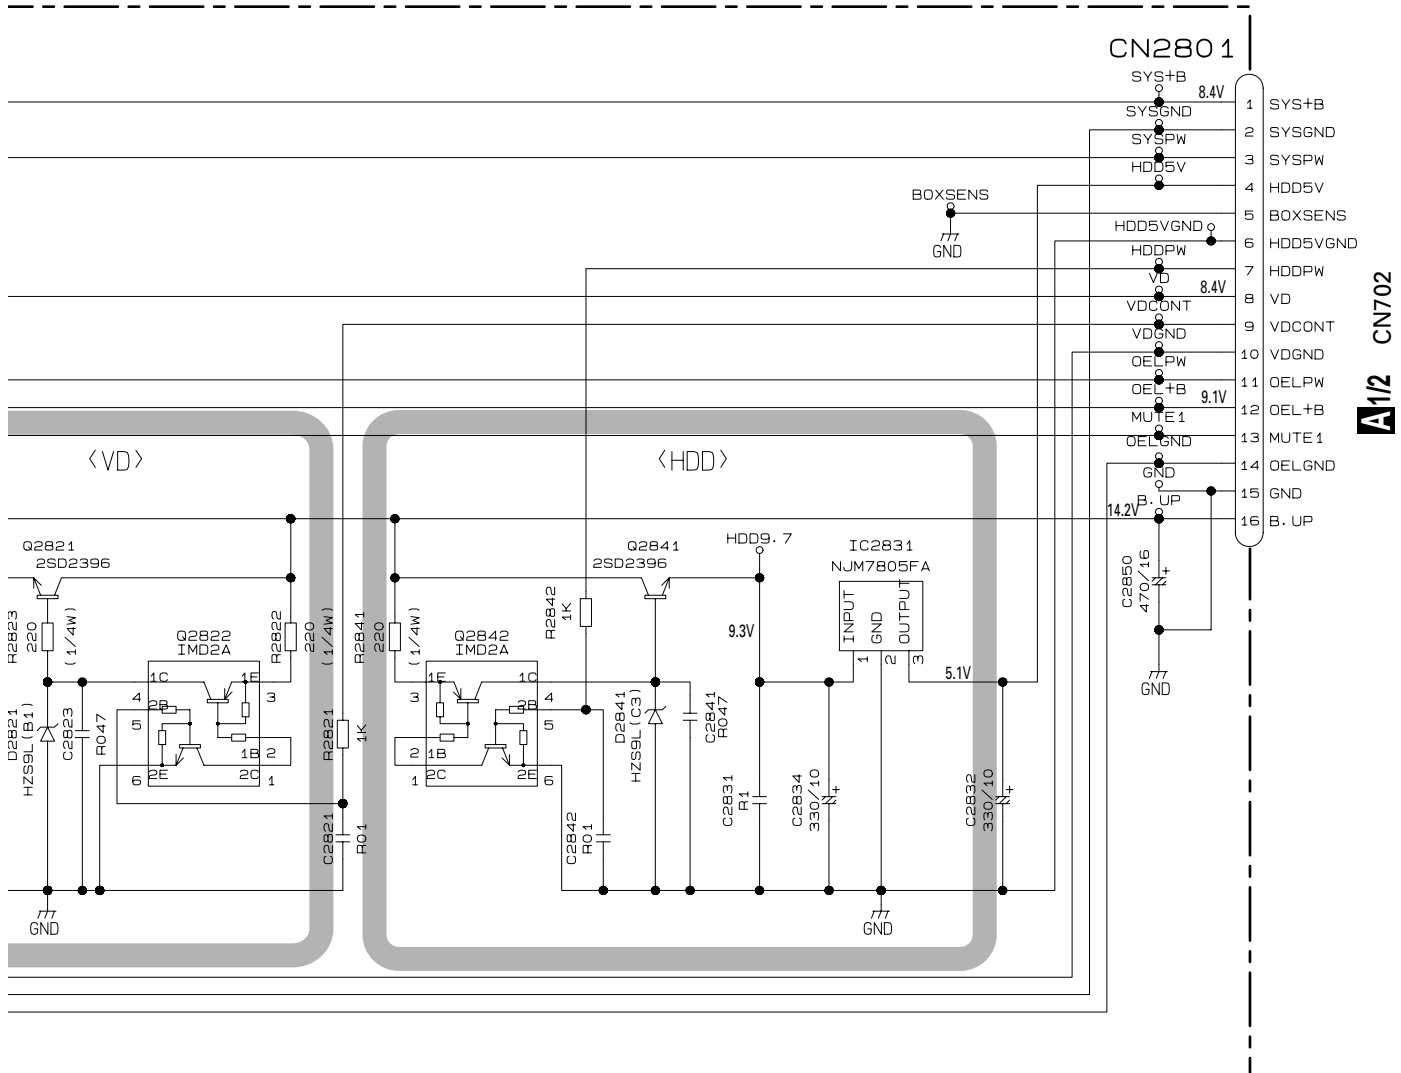 CN2801
SYS+B
8.4V
1 SYS+B
SYSGND
2 SYSGND
SYSPW
3 SYSPW
HDD5V
4 HDD5V
BOXSENS
GND
5 BOXSENS
HDD5VGND
6 HDD5VGND
HDDPW
7 HDDPW
VD
8.4V
8 VD
VDCONT
9 VDCONT
VDGND
10 VDGND
OELPW
11 OELPW
OEL+B
9.1V
12 OEL+B
MUTE1
13 MUTE1
OELGND
14 OELGND
GND
15 GND
B.UP
14.2V
16 B.UP
A 1/2 CN702
C2850
470/16
+
GND
〈VD〉
Q2821
2SD2396
R2823
220
(1/4W)
Q2822
IMD2A
R2822
220
(1/4W)
1C
1E
4
3
2B
5
1B
2
2E
2C
6
1
D2821
HZS9L(B1)
C2823
R047
R2821
1K
C2821
R01
GND
〈HDD〉
R2841
220
(1/4W)
Q2842
IMD2A
1E
1C
3
4
2B
5
2
1B
2C
2E
1
6
R2842
1K
Q2841
2SD2396
D2841
HZS9L(C3)
C2841
R047
C2842
R01
HDD9.7
9.3V
C2831
R1
C2834
330/10
+
IC2831
NJM7805FA
INPUT
GND
OUTPUT
1
2
3
5.1V
C2832
330/10
+
GND